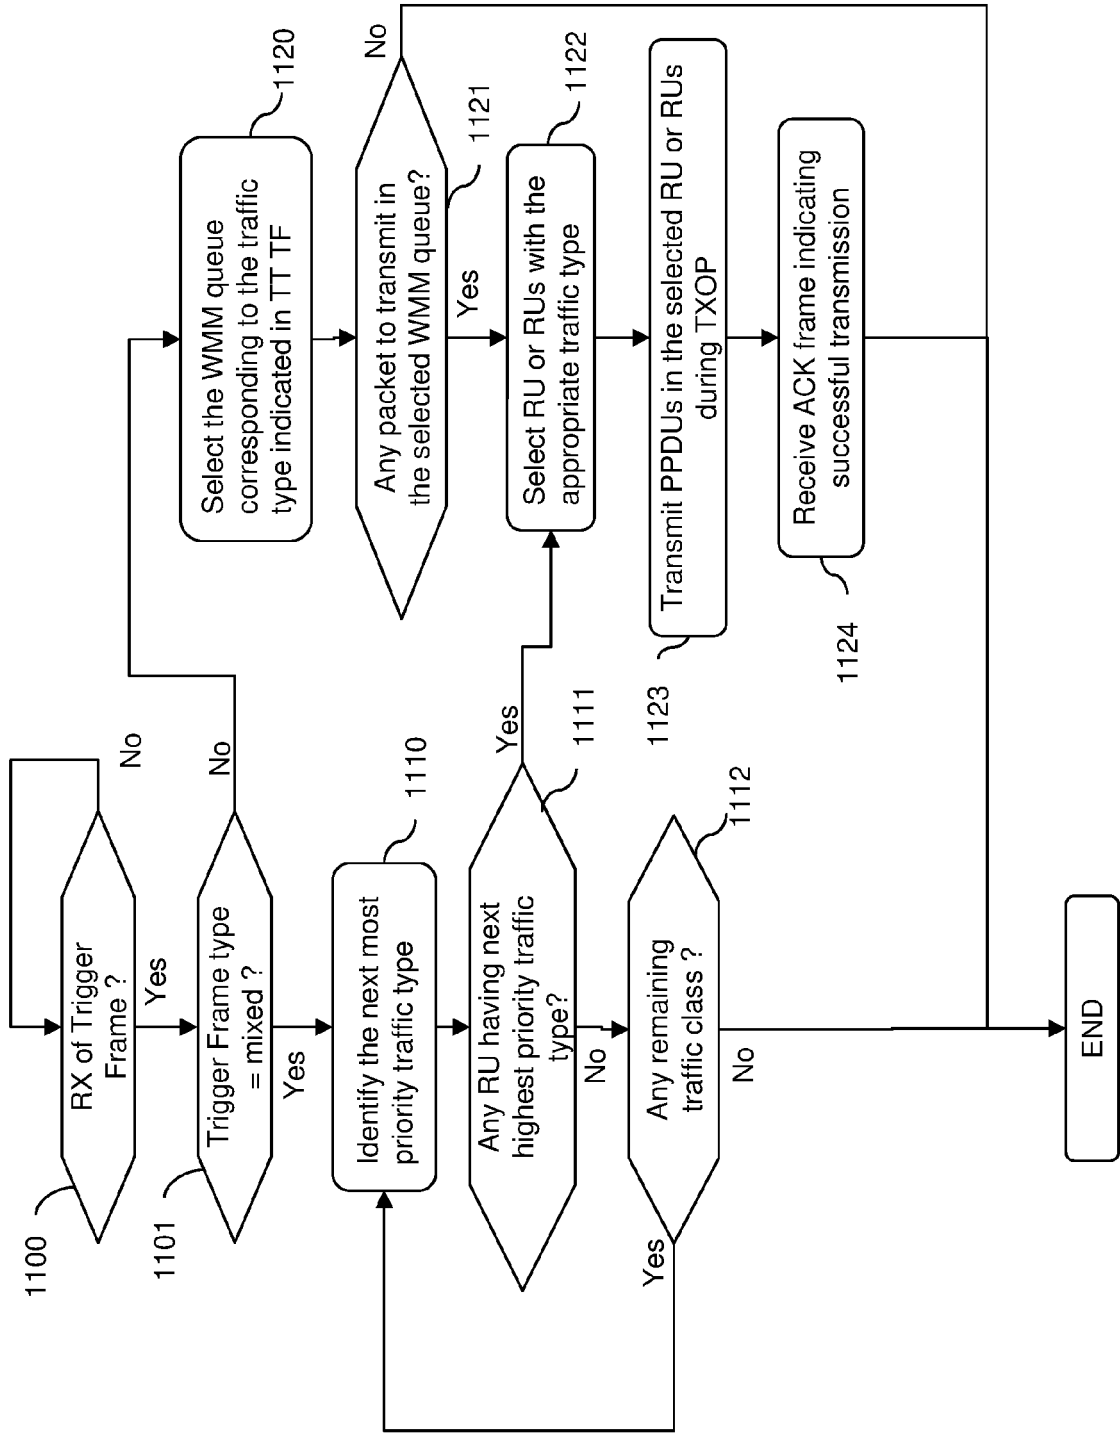 1100
RX of Trigger
Frame ?
No
Yes
1101
Trigger Frame type
= mixed ?
No
Yes
1110
Identify the next most
priority traffic type
Any RU having next
highest priority traffic
type?
Yes
1111
No
Any remaining
traffic class ?
1112
Yes
No
1120
Select the WMM queue
corresponding to the traffic
type indicated in TT TF
Any packet to transmit in
the selected WMM queue?
No
1121
Yes
Select RU or RUs with the
appropriate traffic type
1122
Transmit PPDUs in the selected RU or RUs
during TXOP
1123
Receive ACK frame indicating
successful transmission
1124
END